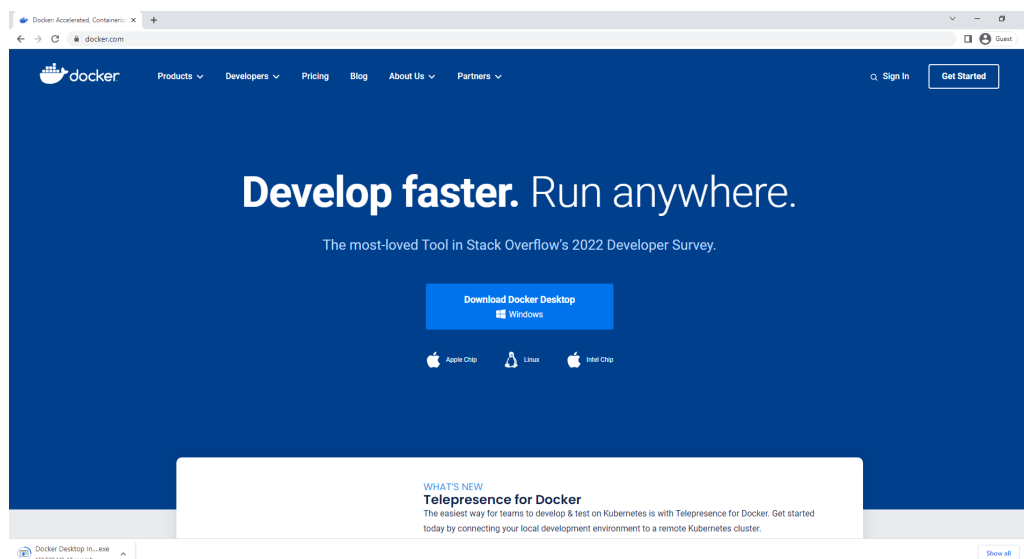 Docker: Accelerated, Containeriz
docker.com
Guest
docker
Products
Developers
Pricing
Blog
About Us
Partners
Sign In
Get Started
Develop faster. Run anywhere.
The most-loved Tool in Stack Overflow's 2022 Developer Survey.
Download Docker Desktop
Windows
Apple Chip
Linux
Intel Chip
WHAT'S NEW
Telepresence for Docker
The easiest way for teams to develop & test on Kubernetes is with Telepresence for Docker. Get started
today by connecting your local development environment to a remote Kubernetes cluster.
Docker Desktop In....exe
Show all